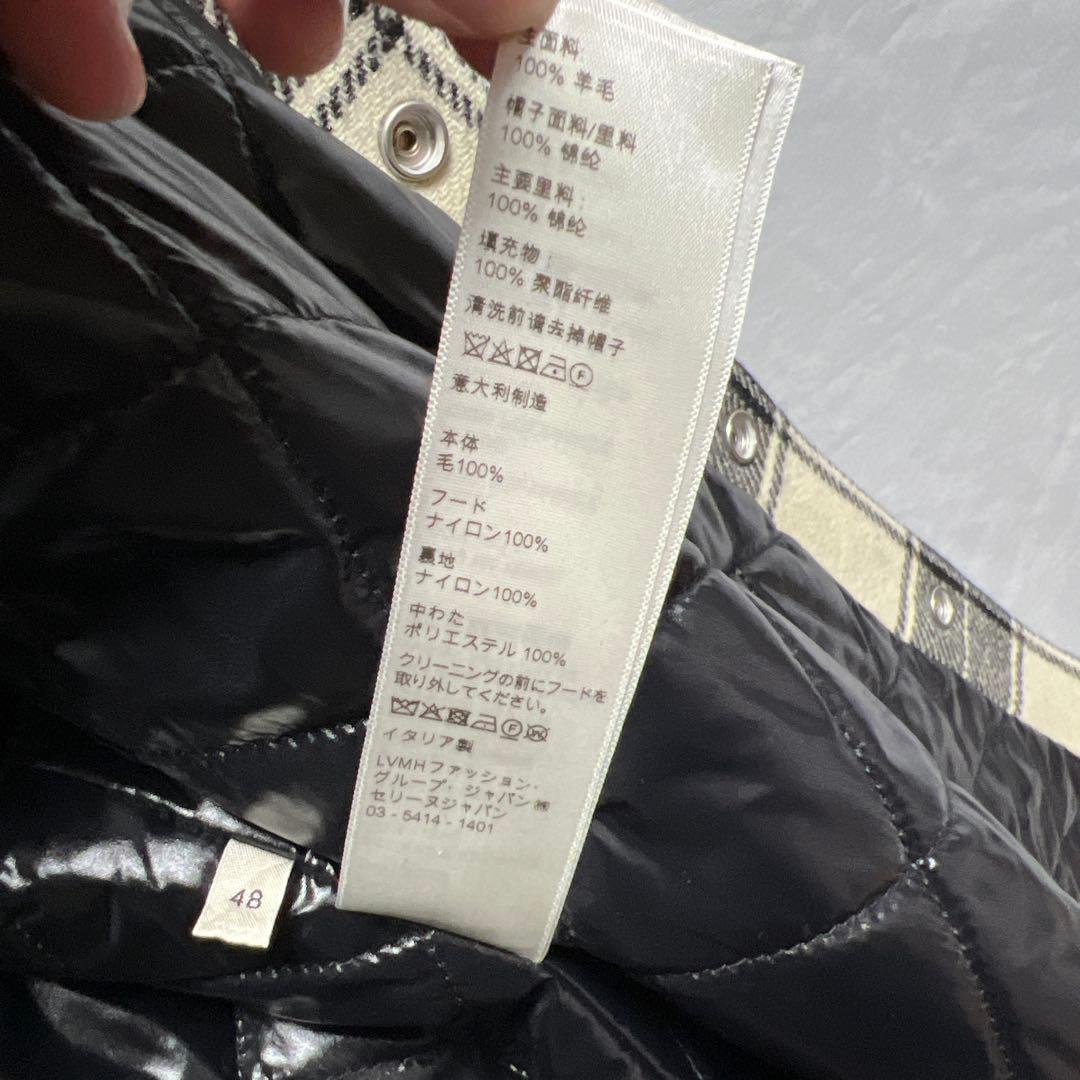 主面料
100% 羊毛
帽子面料/里料
100% 锦纶
主要里料:
100% 锦纶
填充物:
100% 聚酯纤维
清洗前请去掉帽子
F
意大利制造
本体
毛100%
フード
ナイロン100%
裏地
ナイロン100%
中わた
ポリエステル 100%
クリーニングの前にフードを
取り外してください。
F W
イタリア製
LVMHファッション・
グループ・ジャパン㈱
セリーヌジャパン
03 - 5414 - 1401
48